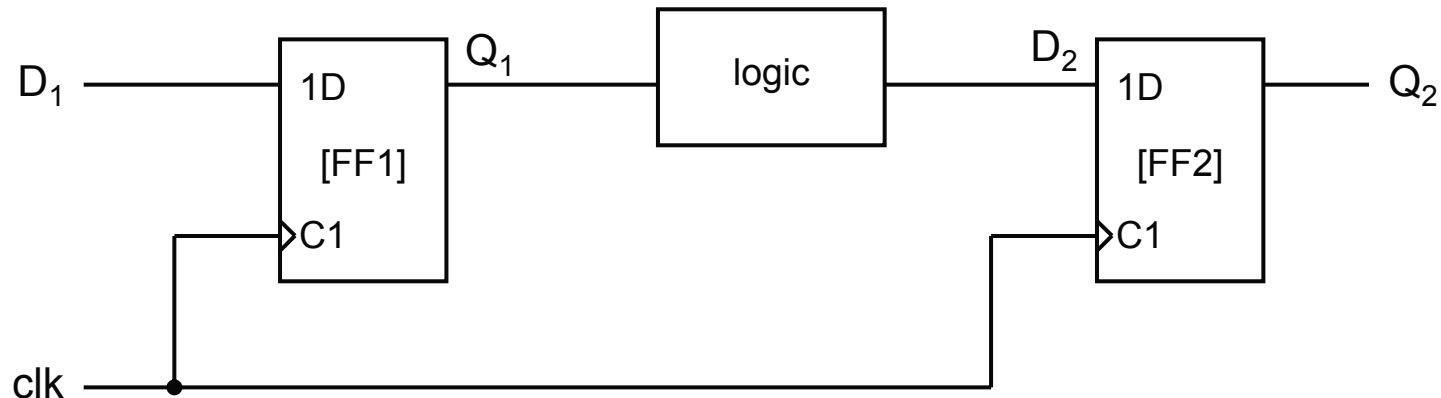 D₁
1D
[FF1]
C1
Q₁
logic
D₂
1D
[FF2]
C1
Q₂
clk